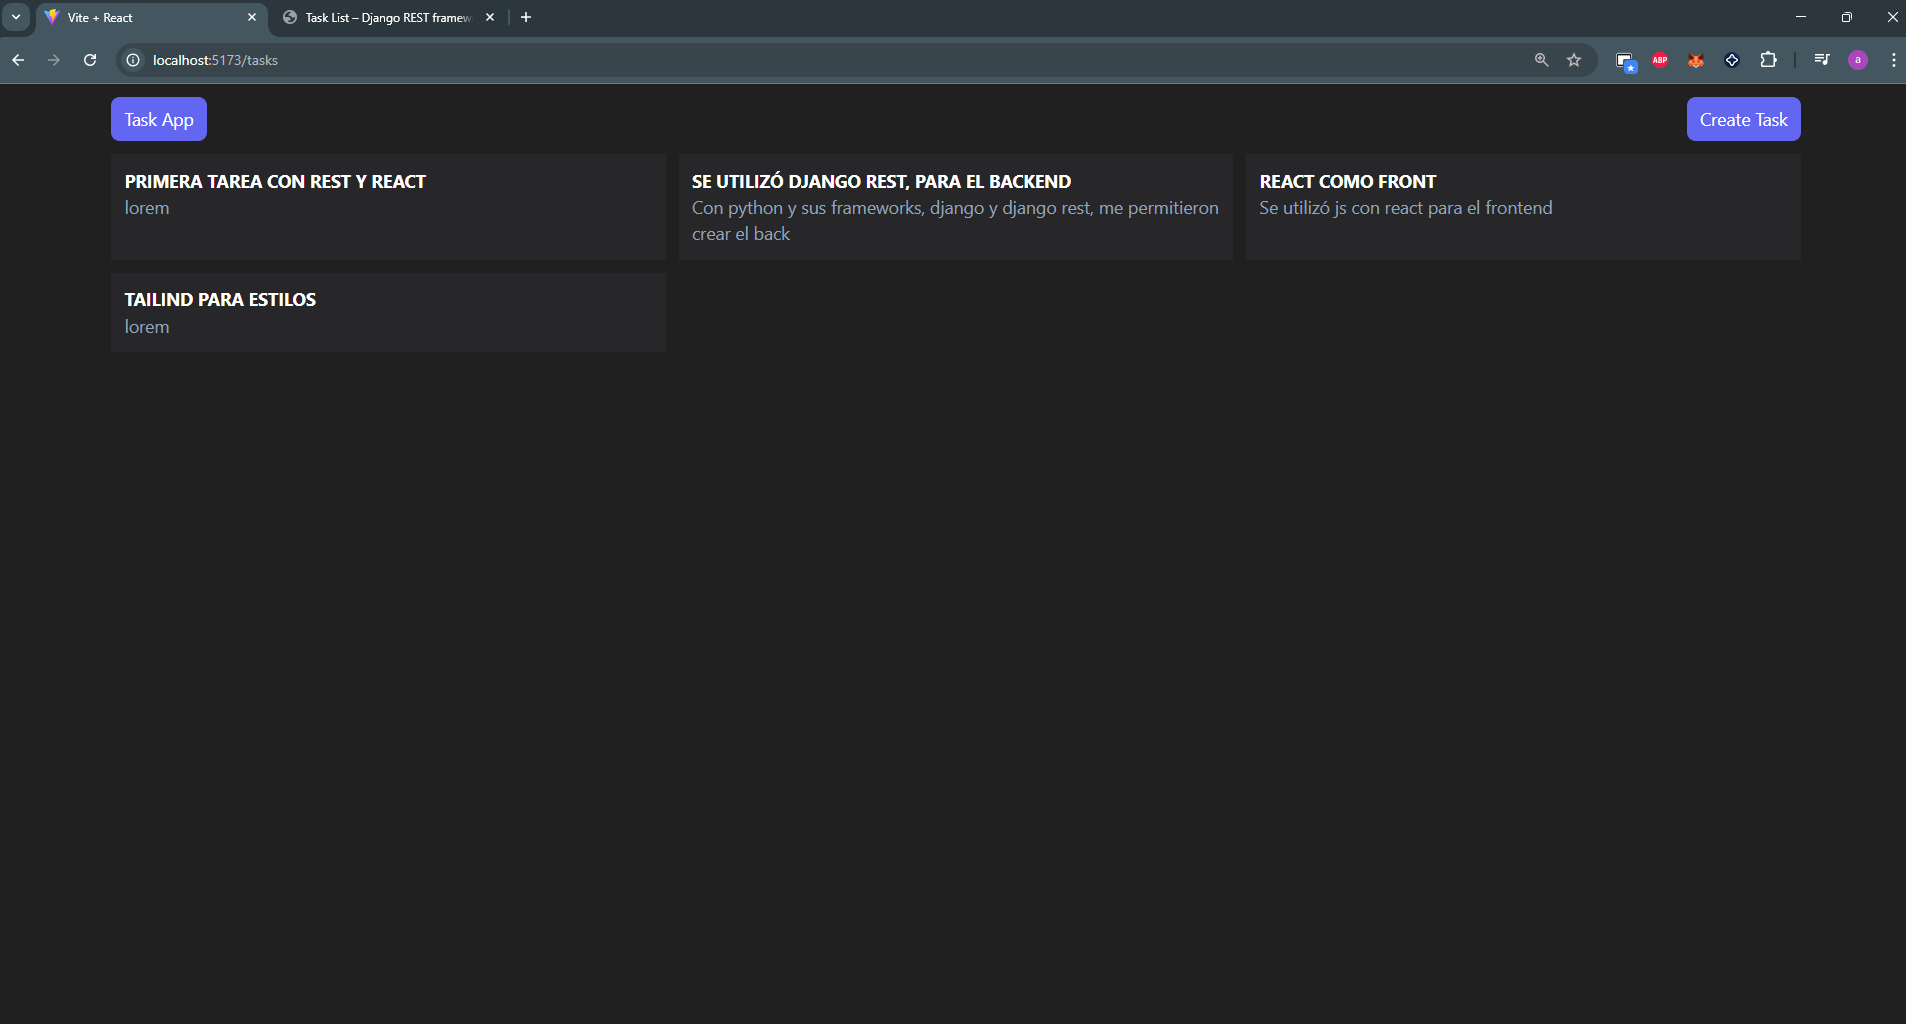 Vite + React
Task List – Django REST framew
localhost:5173/tasks
ABP
a
Task App
Create Task
PRIMERA TAREA CON REST Y REACT
lorem
SE UTILIZÓ DJANGO REST, PARA EL BACKEND
Con python y sus frameworks, django y django rest, me permitieron
crear el back
REACT COMO FRONT
Se utilizó js con react para el frontend
TAILIND PARA ESTILOS
lorem